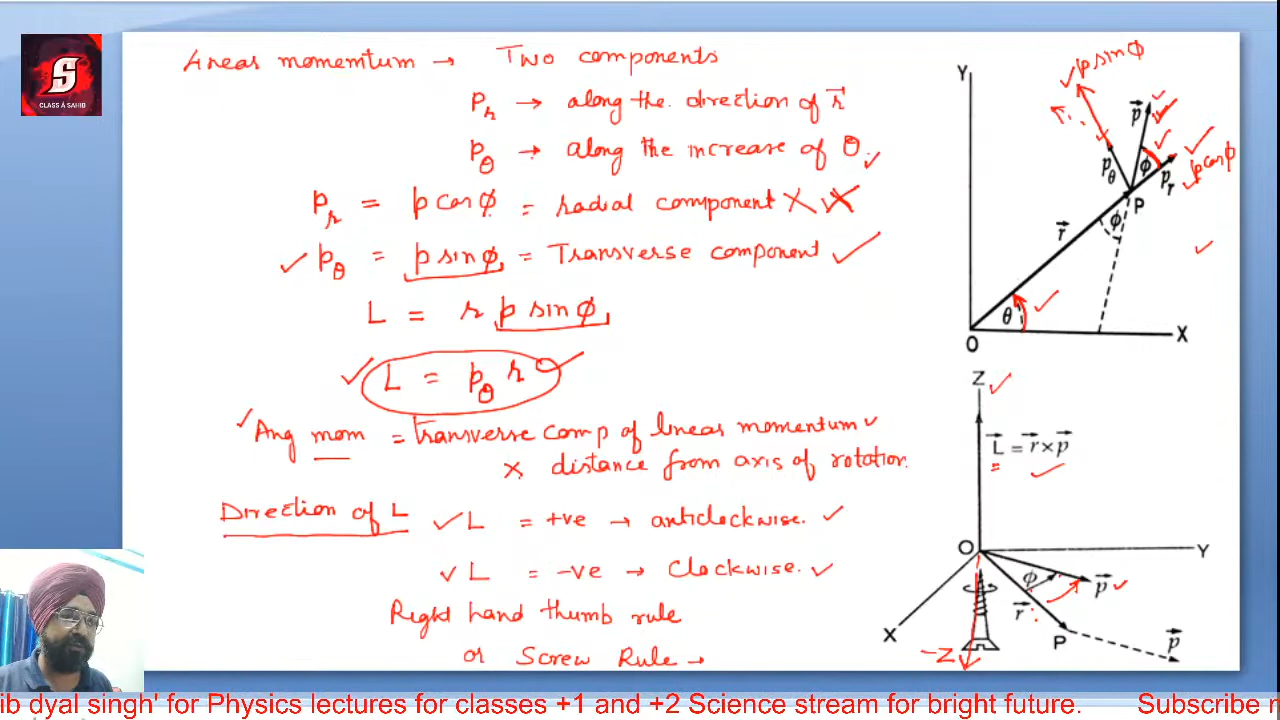 S
CLASS A SAHIB
Linear momentum → Two components
Pr → along the direction of r⃗
Pθ → along the increase of θ
Pr = p cos φ = radial component X X
Pθ = p sin φ = Transverse component
L = r p sin φ
L = pθ r
Ang mom = Transverse comp of linear momentum
x distance from axis of rotation.
Direction of L L = +ve → anticlockwise.
L = -ve → Clockwise.
Right hand thumb rule
or Screw Rule →
Y
p sin φ
p⃗
p cos φ
pθ
φ
pr
P
r⃗
φ
θ
O
X
Z
L⃗ = r⃗ × p⃗
O
Y
φ
p⃗
r⃗
X
P
p⃗
-Z
ib dyal singh' for Physics lectures for classes +1 and +2 Science stream for bright future. Subscribe